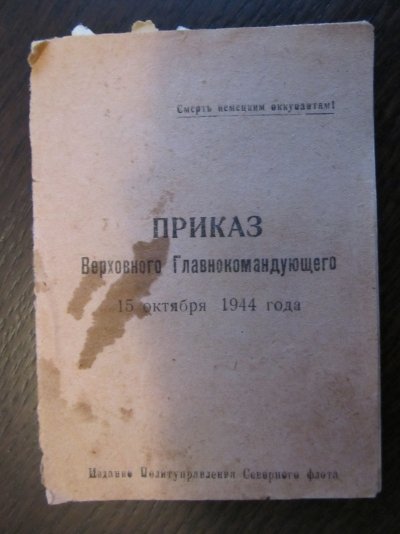 Смерть немецким оккупантам!
ПРИКАЗ
Верховного Главнокомандующего
15 октября 1944 года
Издание Политуправления Северного флота